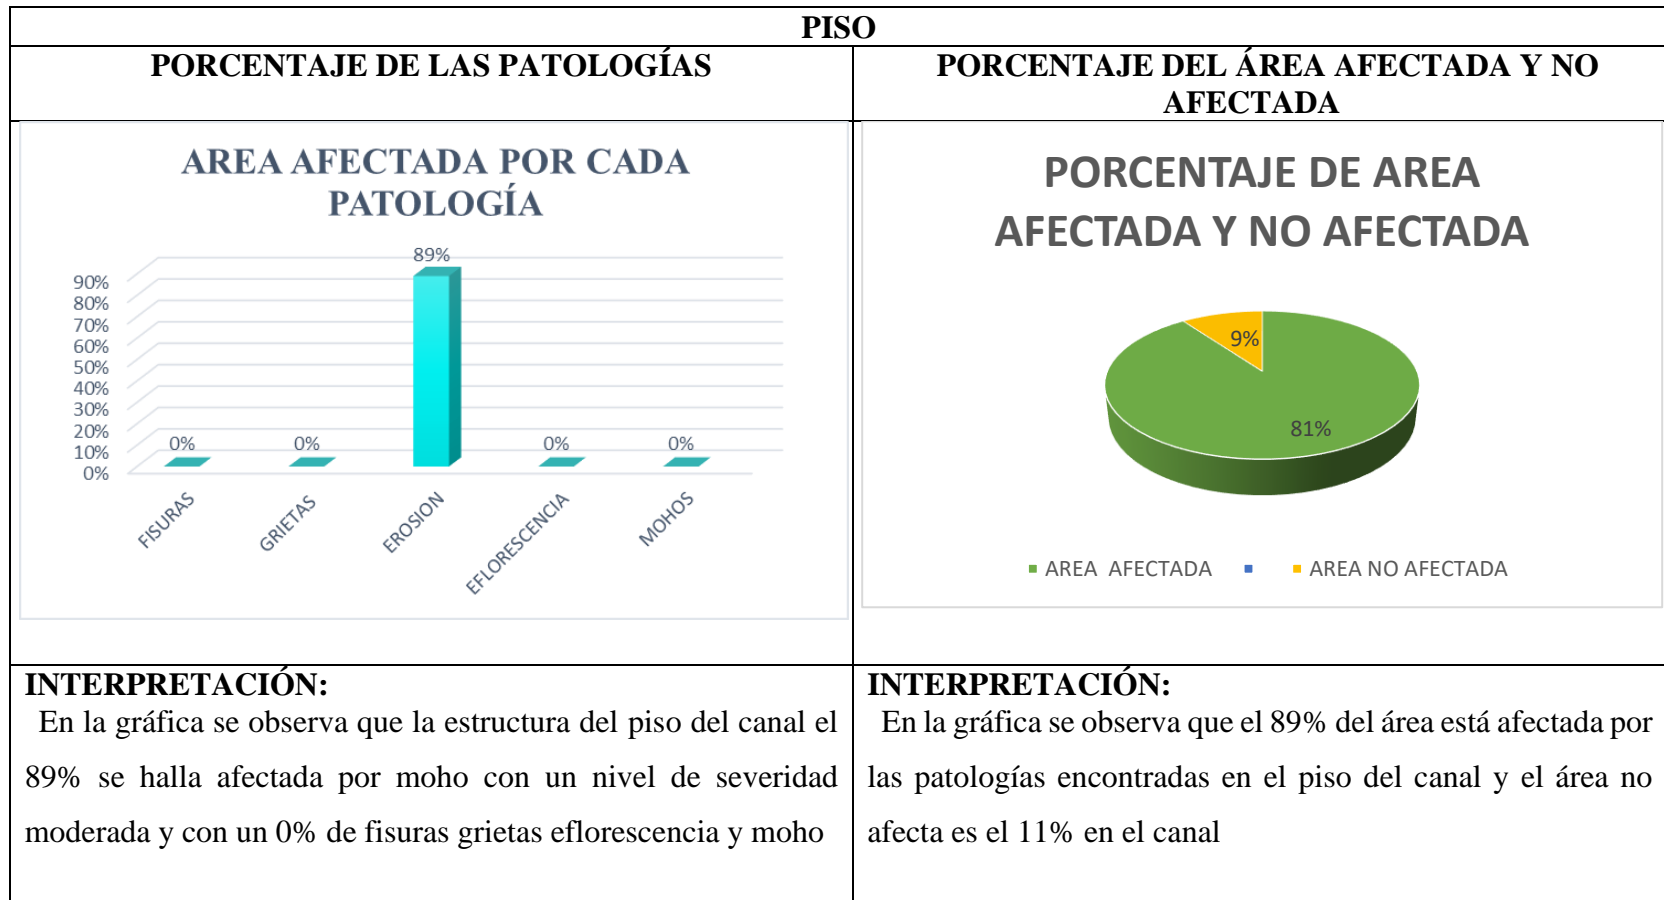 PISO
PORCENTAJE DE LAS PATOLOGÍAS
PORCENTAJE DEL ÁREA AFECTADA Y NO
AFECTADA
AREA AFECTADA POR CADA
PATOLOGÍA
89%
90%
80%
70%
60%
50%
40%
30%
20%
10%
0%
0%
0%
0%
0%
FISURAS
GRIETAS
EROSION
EFLORESCENCIA
MOHOS
PORCENTAJE DE AREA
AFECTADA Y NO AFECTADA
9%
81%
AREA AFECTADA
AREA NO AFECTADA
INTERPRETACIÓN:
En la gráfica se observa que la estructura del piso del canal el
89% se halla afectada por moho con un nivel de severidad
moderada y con un 0% de fisuras grietas eflorescencia y moho
INTERPRETACIÓN:
En la gráfica se observa que el 89% del área está afectada por
las patologías encontradas en el piso del canal y el área no
afecta es el 11% en el canal